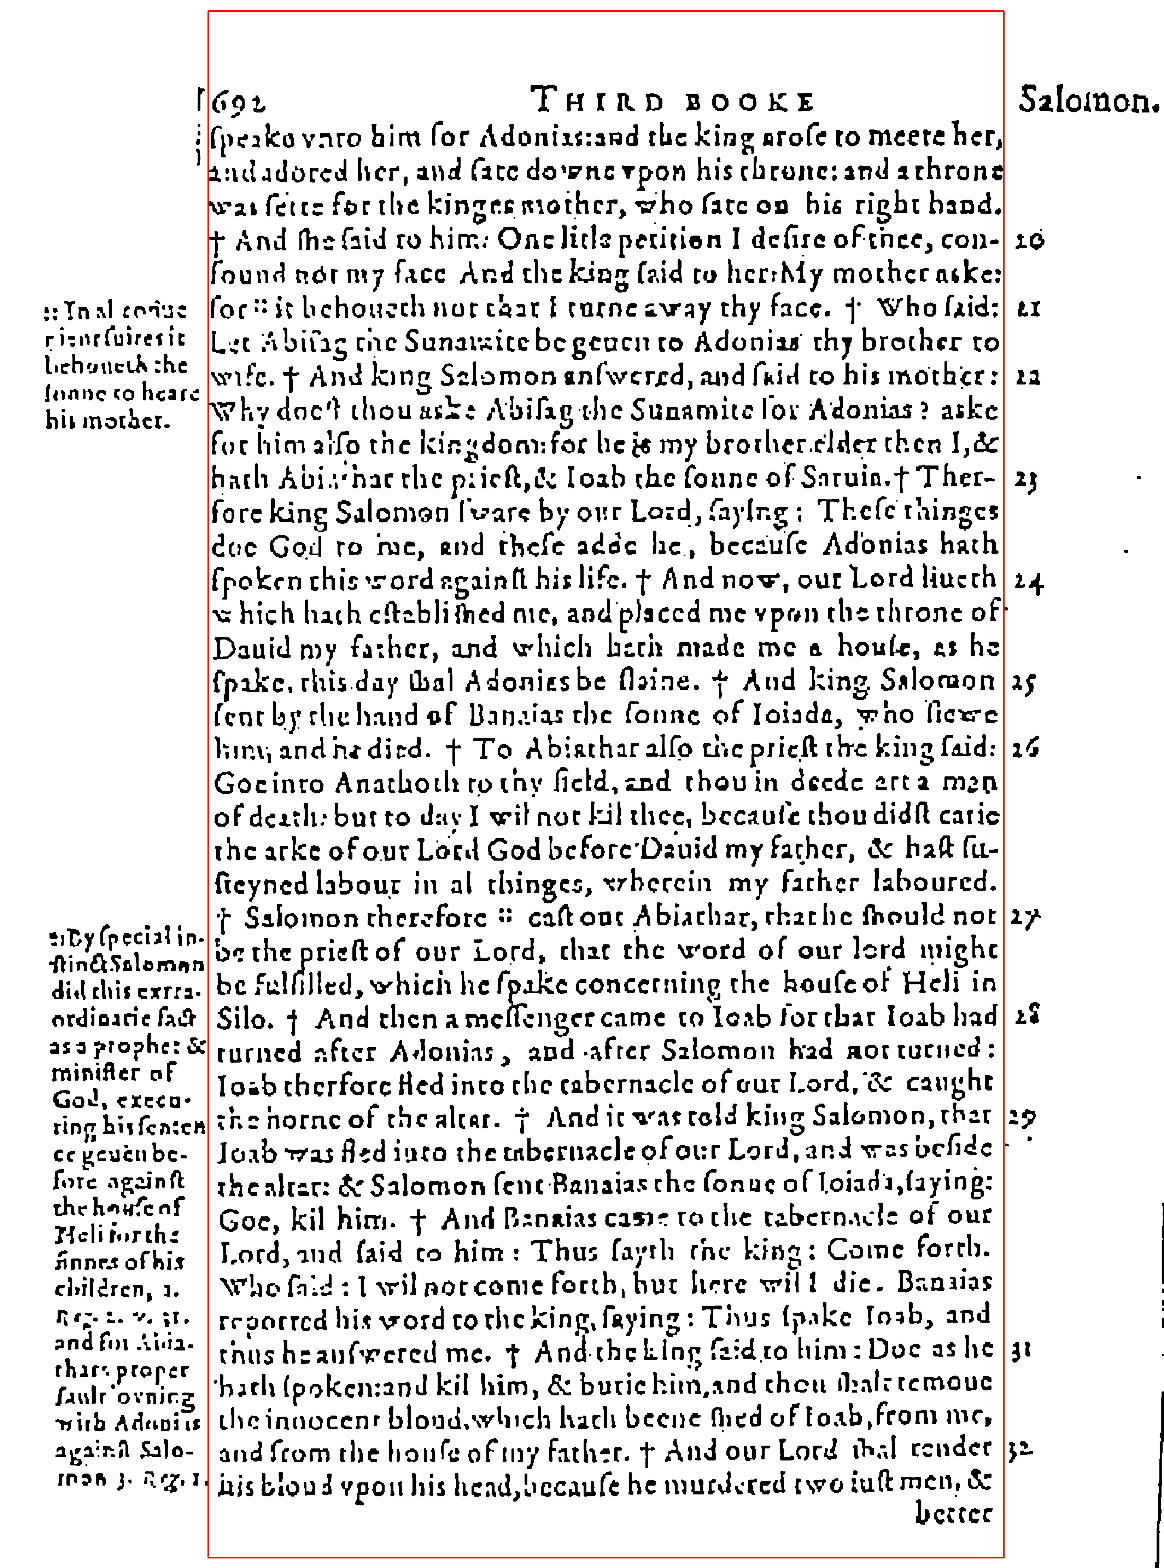 692 THIRD BOOKE Salomon.
ſpeake vnto him for Adonias: and the king aroſe to meete her,
and adored her, and ſate downe vpon his throne: and a throne
was ſette for the kinges mother, who ſate on his right hand.
† And ſhe ſaid to him: One litle petition I deſire of thee, con- 20
found not my face And the king ſaid to her: My mother aske:
for :: it behoueth not that I turne away thy face. † Who ſaid: 21
Let Abiſag the Sunamite be geuen to Adonias thy brother to
wife. † And king Salomon anſwered, and ſaid to his mother: 22
Why doeſt thou aske Abiſag the Sunamite for Adonias? aske
for him alſo the kingdom: for he is my brother elder then I, &
hath Abiathar the prieſt, & Ioab the ſonne of Saruia. † Ther- 23
fore king Salomon ſware by our Lord, ſaying: Theſe thinges
doe God to me, and theſe adde he, becauſe Adonias hath
ſpoken this word againſt his life. † And now, our Lord liueth 24
which hath eſtabliſhed me, and placed me vpon the throne of
Dauid my father, and which hath made me a houſe, as he
ſpake, this day ſhal Adonias be ſlaine. † And king Salomon 25
ſent by the hand of Banaias the ſonne of Ioiada, who ſlewe
him, and he died. † To Abiathar alſo the prieſt the king ſaid: 26
Goe into Anathoth to thy field, and thou in deede art a man
of death: but to day I wil not kil thee, becauſe thou didſt carie
the arke of our Lord God before Dauid my father, & haſt ſu-
ſteyned labour in al thinges, wherein my father laboured.
† Salomon therefore :: caſt out Abiathar, that he ſhould not 27
be the prieſt of our Lord, that the word of our lord might
be fulfilled, which he ſpake concerning the houſe of Heli in
Silo. † And then a meſſenger came to Ioab for that Ioab had 28
turned after Adonias, and after Salomon had not turned:
Ioab therfore fled into the tabernacle of our Lord, & caught
the horne of the altar. † And it was told king Salomon, that 29
Ioab was fled into the tabernacle of our Lord, and was beſide
the altar: & Salomon ſent Banaias the ſonne of Ioiada, ſaying:
Goe, kil him. † And Banaias came to the tabernacle of our
Lord, and ſaid to him: Thus ſayth the king: Come forth.
Who ſaid: I wil not come forth, but here wil I die. Banaias
reported his word to the king, ſaying: Thus ſpake Ioab, and
thus he anſwered me. † And the king ſaid to him: Doe as he 31
hath ſpoken: and kil him, & burie him, and thou ſhalt remoue
the innocent bloud, which hath beene ſhed of Ioab, from me,
and from the houſe of my father. † And our Lord ſhal render 32
his bloud vpon his head, becauſe he murdered two iuſt men, &
better
:: In al
ſuites it
behoueth the
ſonne to heare
his mother.
:: By ſpecial in-
ſtinct Salomon
did this extra-
ordinarie fact
as a prophet &
miniſter of
God, execu-
ting his ſenten
ce geuen be-
fore againſt
the houſe of
Heli for the
ſinnes of his
children, 1.
Reg. 2. v. 31.
and for Abia-
thars proper
fault ioyning
with Adonias
againſt Salo-
mon 3. Reg. 1.